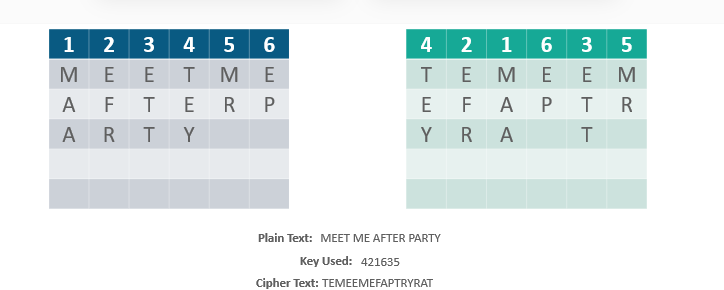 1 2 3 4 5 6
M E E T M E
A F T E R P
A R T Y
4 2 1 6 3 5
T E M E E M
E F A P T R
Y R A T
Plain Text: MEET ME AFTER PARTY
Key Used: 421635
Cipher Text: TEMEEMEFAPTRYRAT